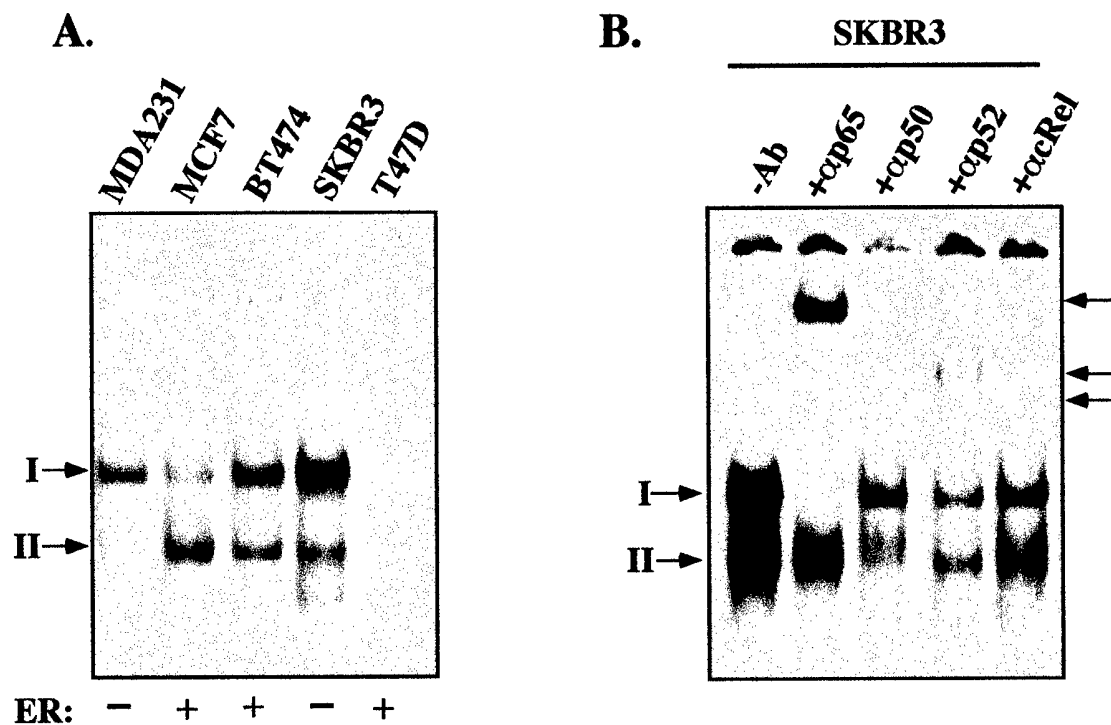 A.
MDA231
MCF7
BT474
SKBR3
T47D
I
II
ER: − + + − +
B.
SKBR3
-Ab
+αp65
+αp50
+αp52
+αcRel
I
II